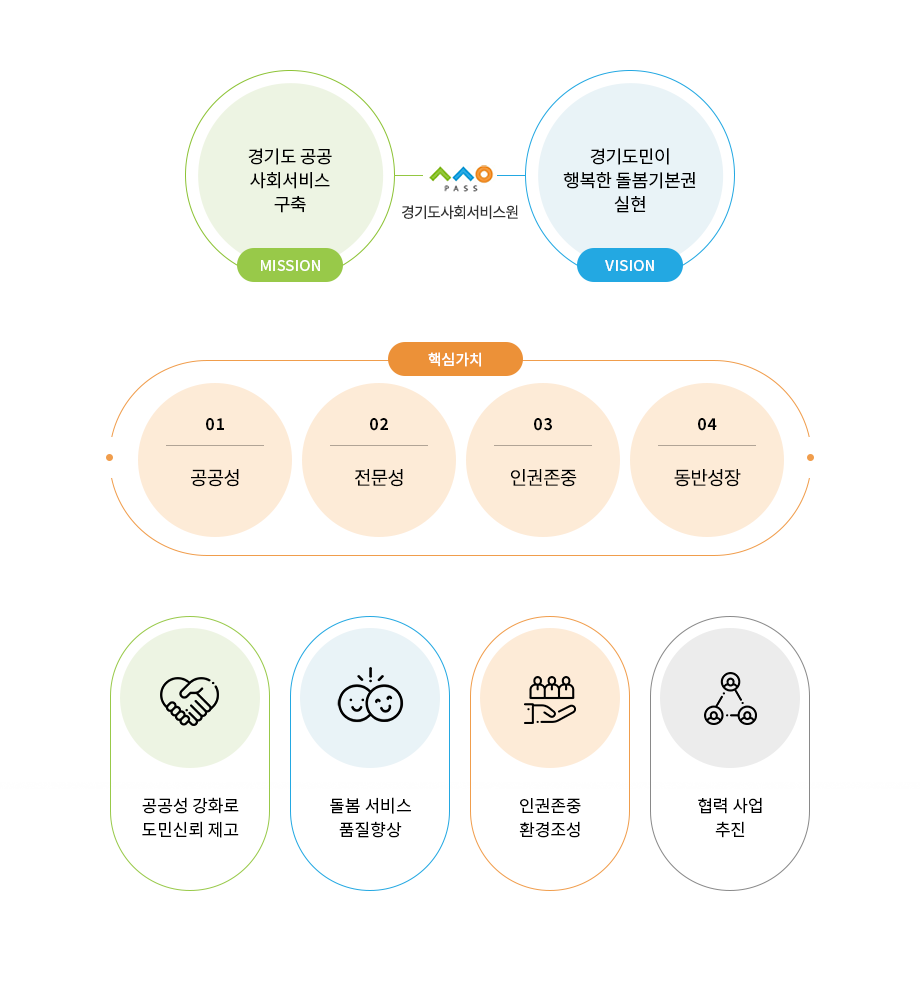 경기도 공공
사회서비스
구축
MISSION
PASS
경기도사회서비스원
경기도민이
행복한 돌봄기본권
실현
VISION
핵심가치
01
공공성
02
전문성
03
인권존중
04
동반성장
공공성 강화로
도민신뢰 제고
돌봄 서비스
품질향상
인권존중
환경조성
협력 사업
추진